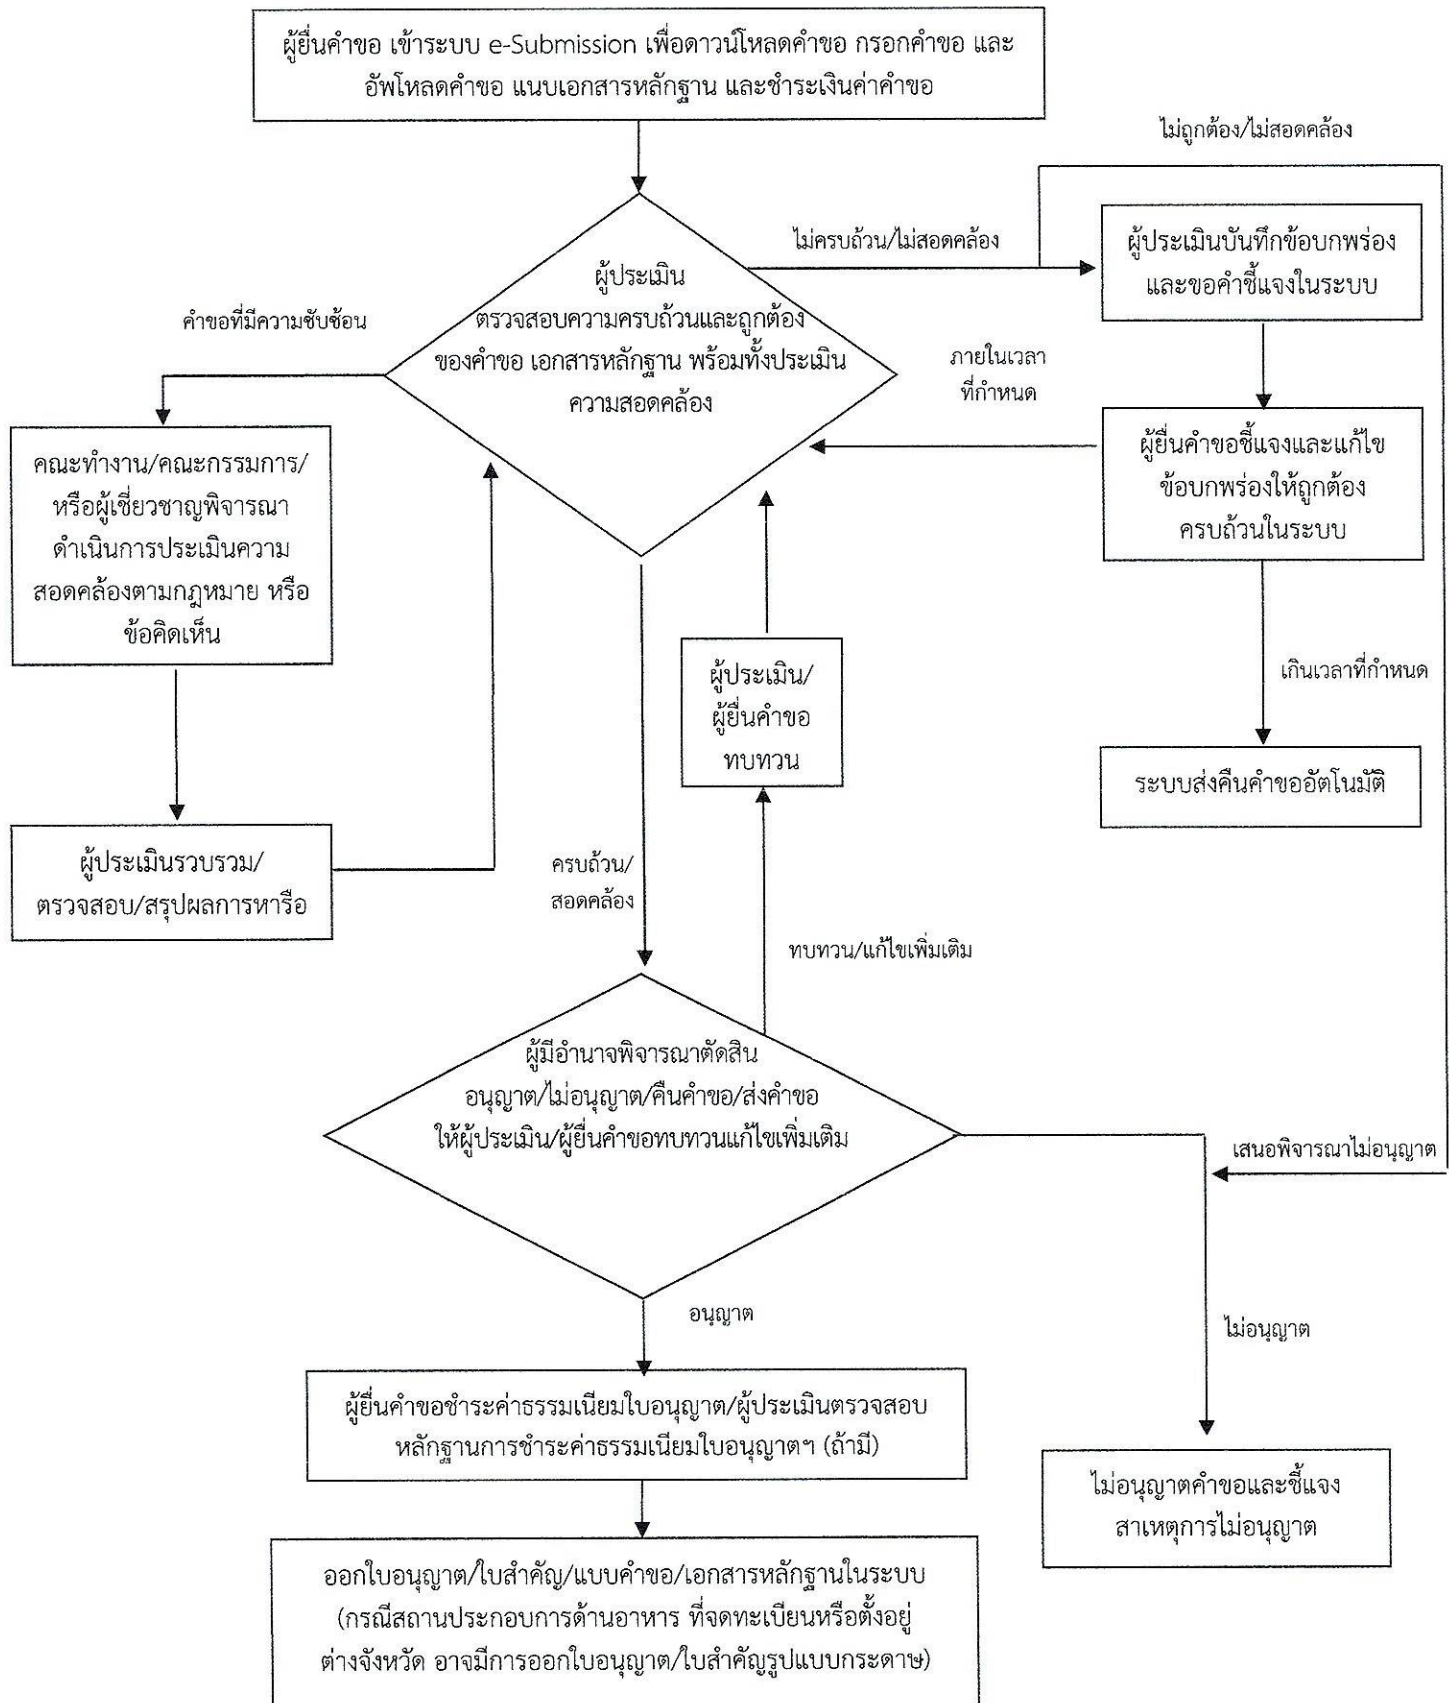 ผู้ยื่นคำขอ เข้าระบบ e-Submission เพื่อดาวน์โหลดคำขอ กรอกคำขอ และ
อัพโหลดคำขอ แนบเอกสารหลักฐาน และชำระเงินค่าคำขอ
ไม่ถูกต้อง/ไม่สอดคล้อง
ไม่ครบถ้วน/ไม่สอดคล้อง
ผู้ประเมินบันทึกข้อบกพร่อง
และขอคำชี้แจงในระบบ
ผู้ประเมิน
ตรวจสอบความครบถ้วนและถูกต้อง
ของคำขอ เอกสารหลักฐาน พร้อมทั้งประเมิน
ความสอดคล้อง
คำขอที่มีความซับซ้อน
ภายในเวลา
ที่กำหนด
คณะทำงาน/คณะกรรมการ/
หรือผู้เชี่ยวชาญพิจารณา
ดำเนินการประเมินความ
สอดคล้องตามกฎหมาย หรือ
ข้อคิดเห็น
ผู้ยื่นคำขอชี้แจงและแก้ไข
ข้อบกพร่องให้ถูกต้อง
ครบถ้วนในระบบ
ผู้ประเมิน/
ผู้ยื่นคำขอ
ทบทวน
เกินเวลาที่กำหนด
ระบบส่งคืนคำขออัตโนมัติ
ผู้ประเมินรวบรวม/
ตรวจสอบ/สรุปผลการหารือ
ครบถ้วน/
สอดคล้อง
ทบทวน/แก้ไขเพิ่มเติม
ผู้มีอำนาจพิจารณาตัดสิน
อนุญาต/ไม่อนุญาต/คืนคำขอ/ส่งคำขอ
ให้ผู้ประเมิน/ผู้ยื่นคำขอทบทวนแก้ไขเพิ่มเติม
เสนอพิจารณาไม่อนุญาต
อนุญาต
ไม่อนุญาต
ผู้ยื่นคำขอชำระค่าธรรมเนียมใบอนุญาต/ผู้ประเมินตรวจสอบ
หลักฐานการชำระค่าธรรมเนียมใบอนุญาตฯ (ถ้ามี)
ไม่อนุญาตคำขอและชี้แจง
สาเหตุการไม่อนุญาต
ออกใบอนุญาต/ใบสำคัญ/แบบคำขอ/เอกสารหลักฐานในระบบ
(กรณีสถานประกอบการด้านอาหาร ที่จดทะเบียนหรือตั้งอยู่
ต่างจังหวัด อาจมีการออกใบอนุญาต/ใบสำคัญรูปแบบกระดาษ)